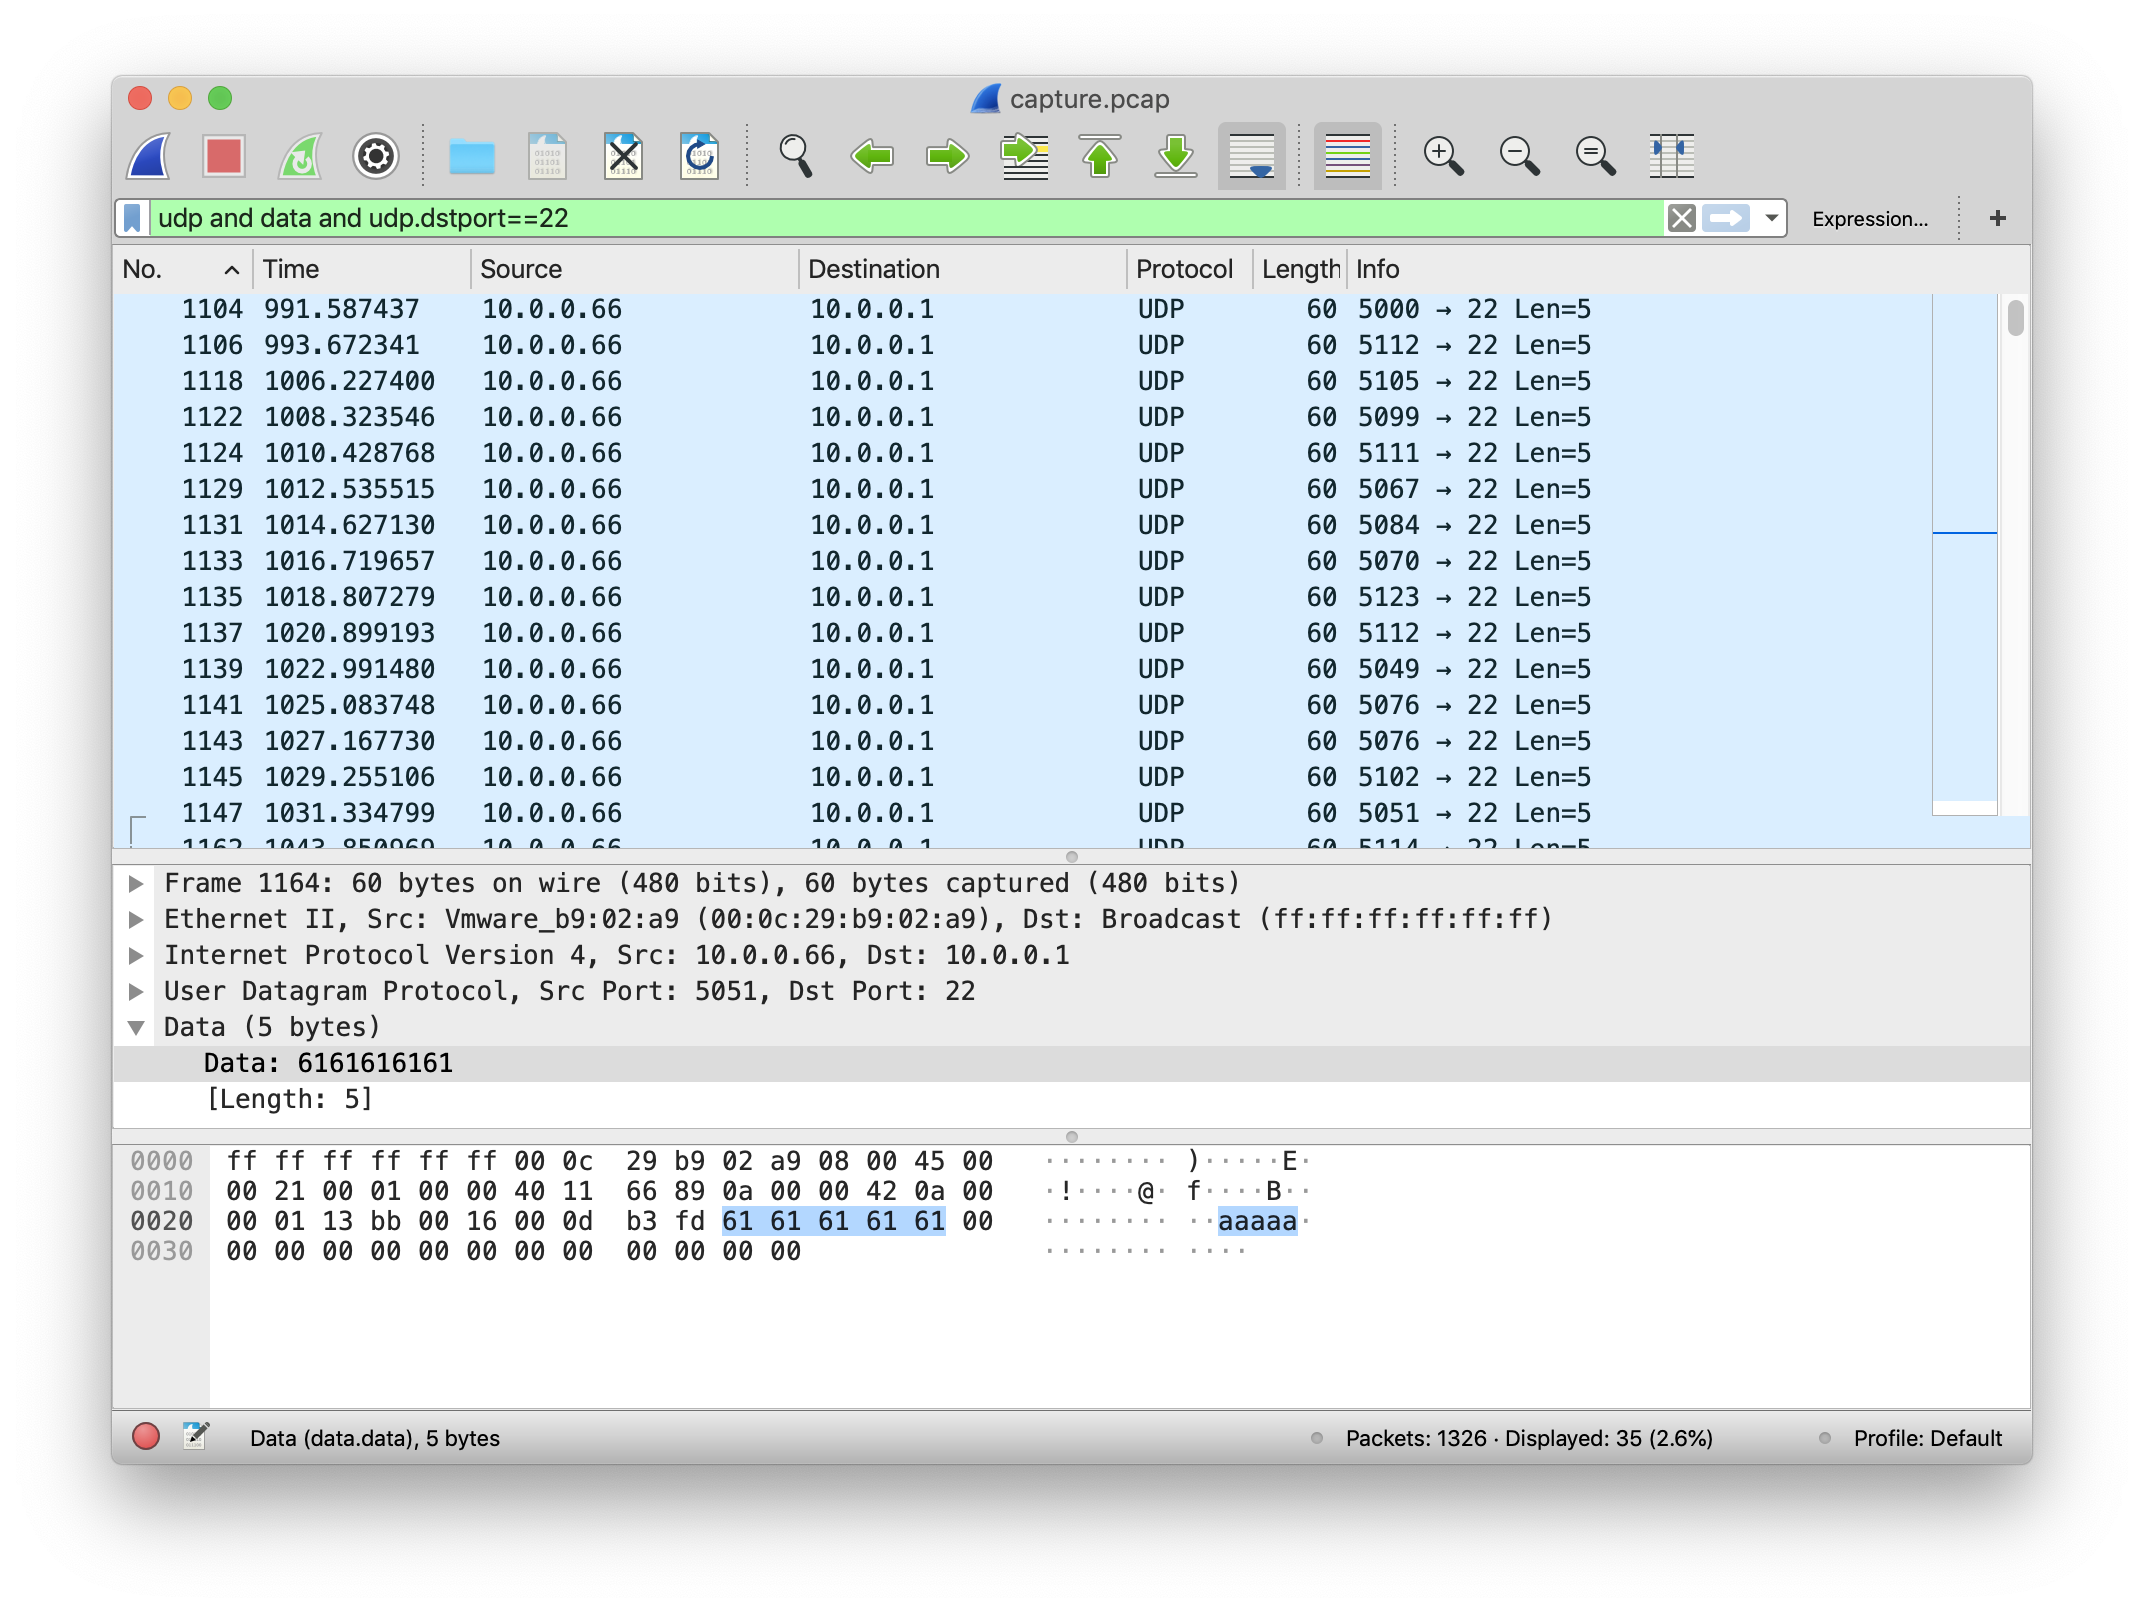 capture.pcap
udp and data and udp.dstport==22 Expression... +
No. Time Source Destination Protocol Length Info
1104 991.587437 10.0.0.66 10.0.0.1 UDP 60 5000 → 22 Len=5
1106 993.672341 10.0.0.66 10.0.0.1 UDP 60 5112 → 22 Len=5
1118 1006.227400 10.0.0.66 10.0.0.1 UDP 60 5105 → 22 Len=5
1122 1008.323546 10.0.0.66 10.0.0.1 UDP 60 5099 → 22 Len=5
1124 1010.428768 10.0.0.66 10.0.0.1 UDP 60 5111 → 22 Len=5
1129 1012.535515 10.0.0.66 10.0.0.1 UDP 60 5067 → 22 Len=5
1131 1014.627130 10.0.0.66 10.0.0.1 UDP 60 5084 → 22 Len=5
1133 1016.719657 10.0.0.66 10.0.0.1 UDP 60 5070 → 22 Len=5
1135 1018.807279 10.0.0.66 10.0.0.1 UDP 60 5123 → 22 Len=5
1137 1020.899193 10.0.0.66 10.0.0.1 UDP 60 5112 → 22 Len=5
1139 1022.991480 10.0.0.66 10.0.0.1 UDP 60 5049 → 22 Len=5
1141 1025.083748 10.0.0.66 10.0.0.1 UDP 60 5076 → 22 Len=5
1143 1027.167730 10.0.0.66 10.0.0.1 UDP 60 5076 → 22 Len=5
1145 1029.255106 10.0.0.66 10.0.0.1 UDP 60 5102 → 22 Len=5
1147 1031.334799 10.0.0.66 10.0.0.1 UDP 60 5051 → 22 Len=5
1162 1043.850969 10.0.0.66 10.0.0.1 UDP 60 5114 → 22 Len=5
Frame 1164: 60 bytes on wire (480 bits), 60 bytes captured (480 bits)
Ethernet II, Src: Vmware_b9:02:a9 (00:0c:29:b9:02:a9), Dst: Broadcast (ff:ff:ff:ff:ff:ff)
Internet Protocol Version 4, Src: 10.0.0.66, Dst: 10.0.0.1
User Datagram Protocol, Src Port: 5051, Dst Port: 22
Data (5 bytes)
Data: 6161616161
[Length: 5]
0000 ff ff ff ff ff ff 00 0c 29 b9 02 a9 08 00 45 00 ········ )·····E·
0010 00 21 00 01 00 00 40 11 66 89 0a 00 00 42 0a 00 ·!····@· f····B··
0020 00 01 13 bb 00 16 00 0d b3 fd 61 61 61 61 61 00 ········ ··aaaaa·
0030 00 00 00 00 00 00 00 00 00 00 00 00 ········ ····
Data (data.data), 5 bytes Packets: 1326 · Displayed: 35 (2.6%) Profile: Default